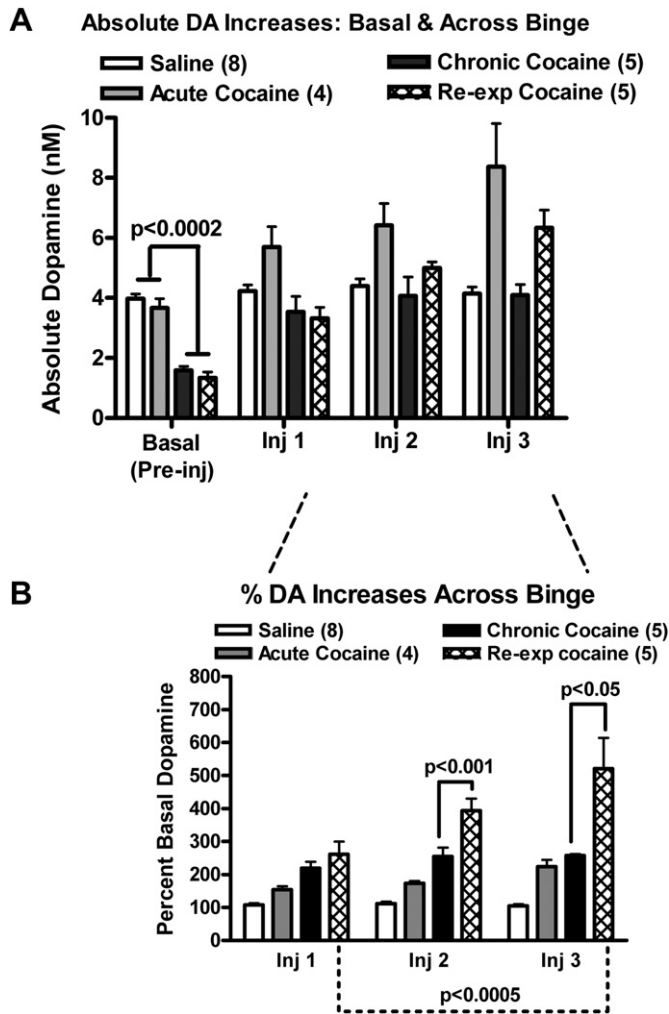 A
Absolute DA Increases: Basal & Across Binge
Saline (8)
Chronic Cocaine (5)
Acute Cocaine (4)
Re-exp Cocaine (5)
Absolute Dopamine (nM)
10
8
6
4
2
0
p<0.0002
Basal
(Pre-inj)
Inj 1
Inj 2
Inj 3
B
% DA Increases Across Binge
Saline (8)
Chronic Cocaine (5)
Acute Cocaine (4)
Re-exp cocaine (5)
Percent Basal Dopamine
800
700
600
500
400
300
200
100
0
p<0.001
p<0.05
Inj 1
Inj 2
Inj 3
p<0.0005